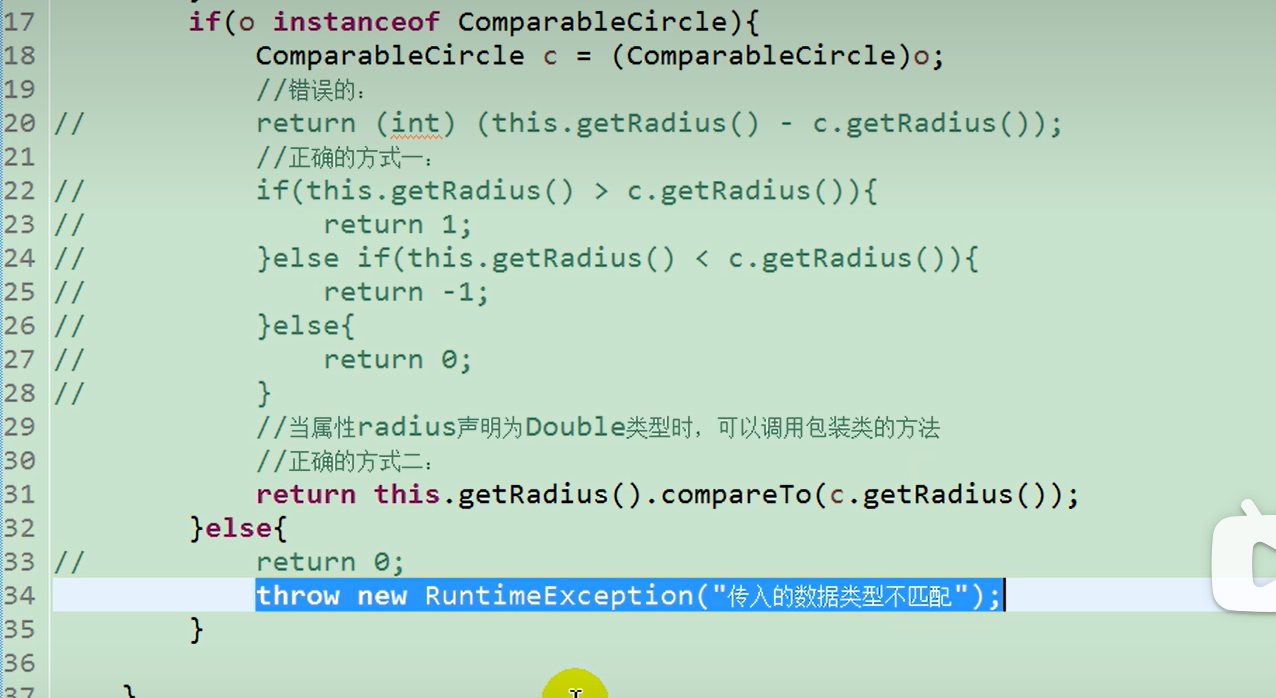 17 if(o instanceof ComparableCircle){
18 ComparableCircle c = (ComparableCircle)o;
19 //错误的：
20 // return (int) (this.getRadius() - c.getRadius());
21 //正确的方式一：
22 // if(this.getRadius() > c.getRadius()){
23 // return 1;
24 // }else if(this.getRadius() < c.getRadius()){
25 // return -1;
26 // }else{
27 // return 0;
28 // }
29 //当属性radius声明为Double类型时，可以调用包装类的方法
30 //正确的方式二：
31 return this.getRadius().compareTo(c.getRadius());
32 }else{
33 // return 0;
34 throw new RuntimeException("传入的数据类型不匹配");
35 }
36
37 }